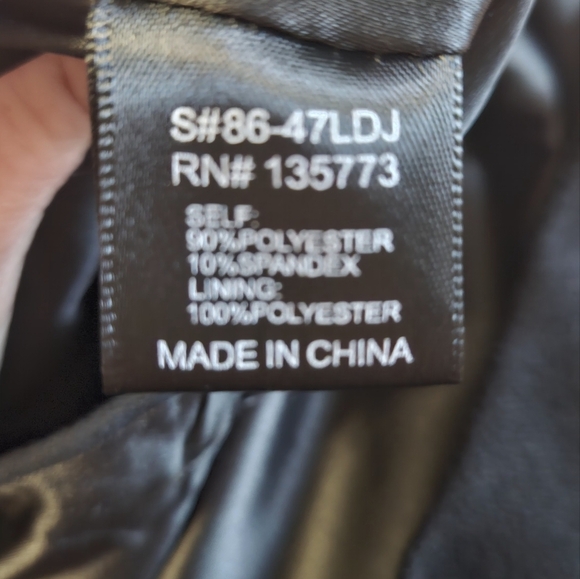 S#86-47LDJ
RN# 135773
SELF:
90%POLYESTER
10%SPANDEX
LINING:
100%POLYESTER
MADE IN CHINA